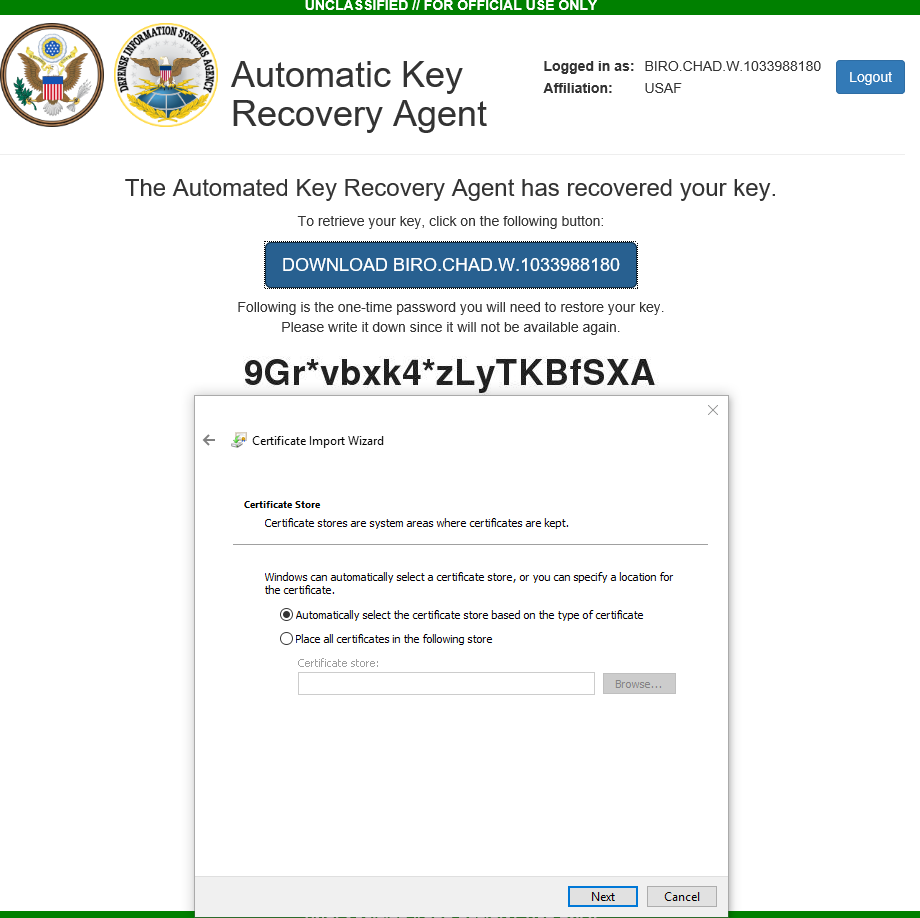 UNCLASSIFIED // FOR OFFICIAL USE ONLY
DEFENSE INFORMATION SYSTEMS AGENCY
Automatic Key
Recovery Agent
Logged in as: BIRO.CHAD.W.1033988180
Affiliation: USAF
Logout
The Automated Key Recovery Agent has recovered your key.
To retrieve your key, click on the following button:
DOWNLOAD BIRO.CHAD.W.1033988180
Following is the one-time password you will need to restore your key.
Please write it down since it will not be available again.
9Gr*vbxk4*zLyTKBfSXA
Certificate Import Wizard
Certificate Store
Certificate stores are system areas where certificates are kept.
Windows can automatically select a certificate store, or you can specify a location for
the certificate.
Automatically select the certificate store based on the type of certificate
Place all certificates in the following store
Certificate store:
Browse...
Next
Cancel